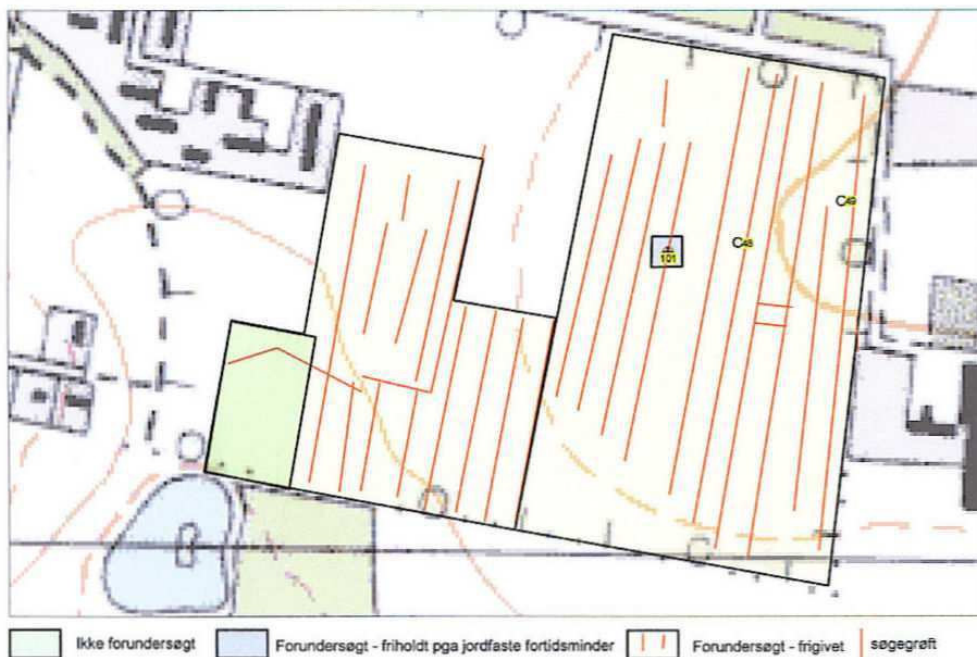 C49
C48
101
Ikke forundersøgt
Forundersøgt - friholdt pga jordfaste fortidsminder
Forundersøgt - frigivet
søgegrøft